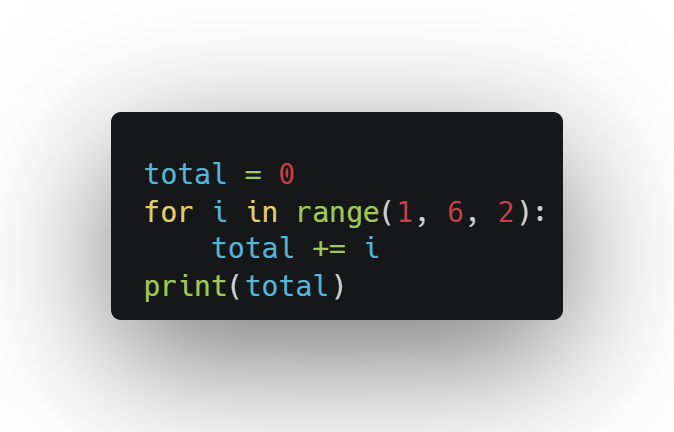 total = 0
for i in range(1, 6, 2):
    total += i
print(total)